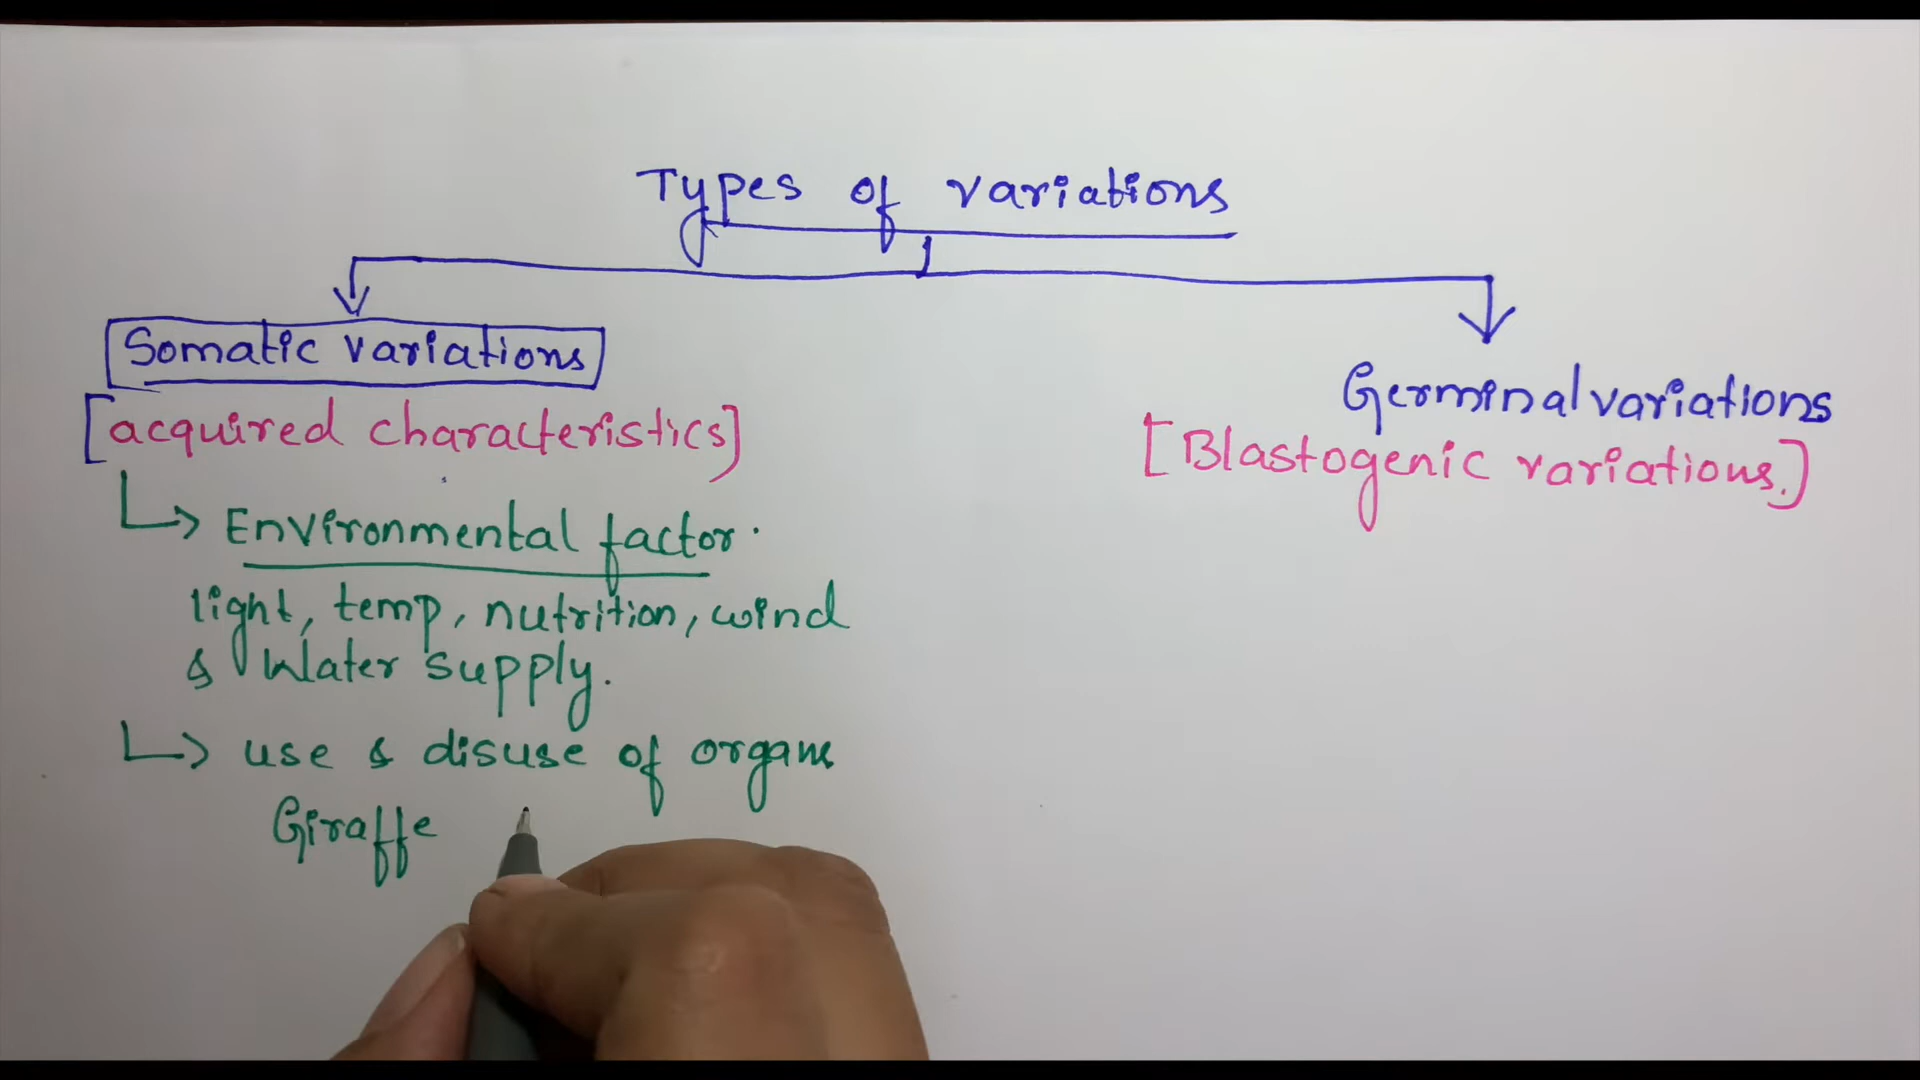 Types of variations
Somatic variations
[acquired characteristics]
Environmental factor.
light, temp, nutrition, wind
& Water supply.
use & disuse of organs
Giraffe
Germinal variations
[Blastogenic variations.]